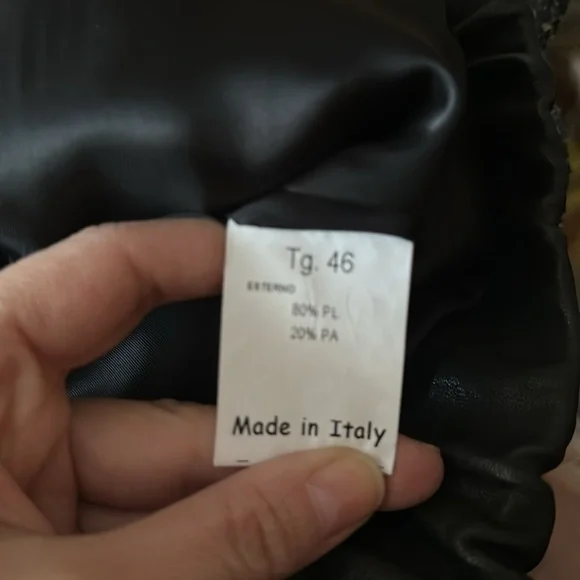 Tg. 46
ESTERNO
80% PL
20% PA
Made in Italy